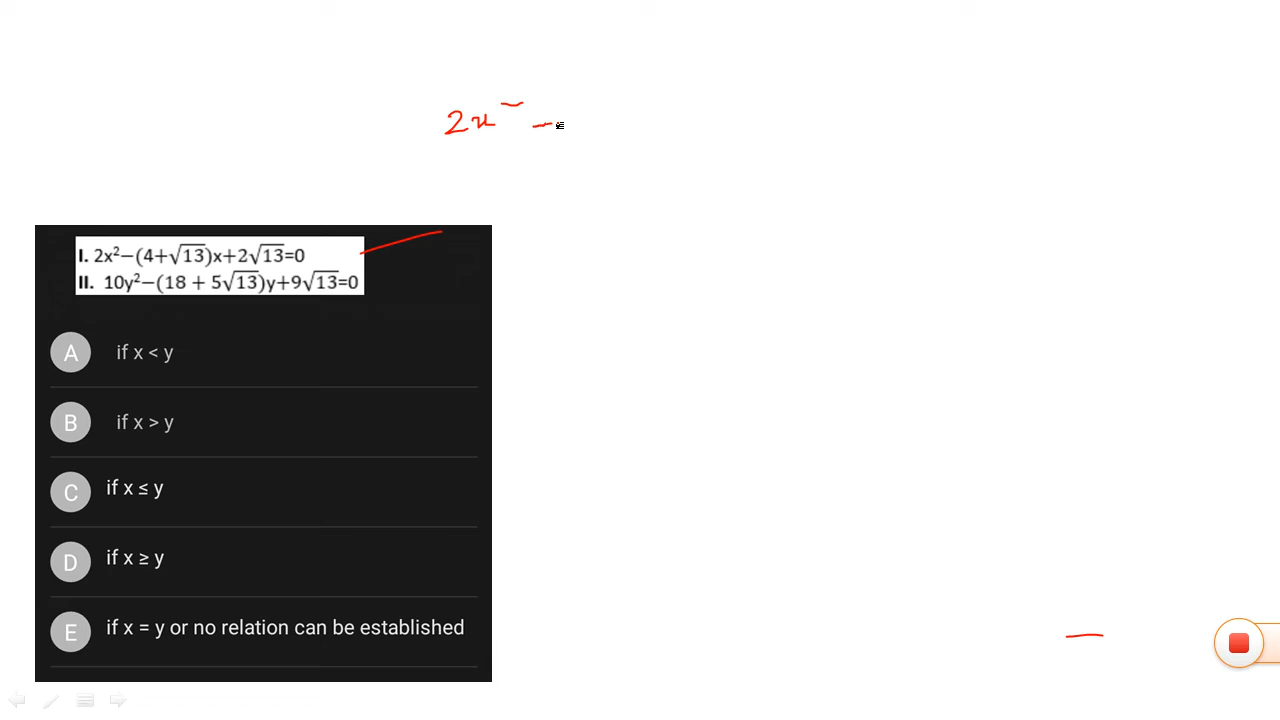 2x² -
I. 2x²−(4+√13)x+2√13=0
II. 10y²−(18 + 5√13)y+9√13=0
A if x < y
B if x > y
C if x ≤ y
D if x ≥ y
E if x = y or no relation can be established